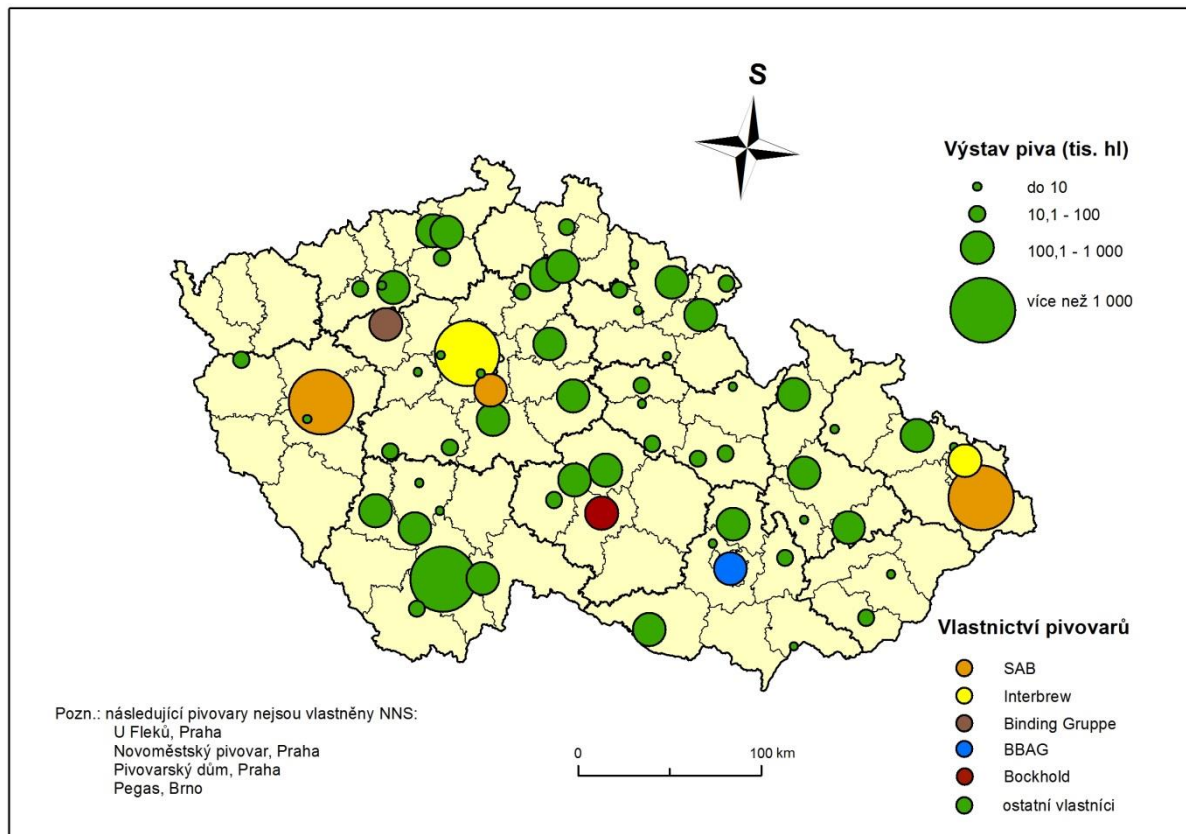 S
Výstav piva (tis. hl)
do 10
10,1 - 100
100,1 - 1 000
více než 1 000
Vlastnictví pivovarů
SAB
Interbrew
Binding Gruppe
BBAG
Bockhold
ostatní vlastníci
Pozn.: následující pivovary nejsou vlastněny NNS:
U Fleků, Praha
Novoměstský pivovar, Praha
Pivovarský dům, Praha
Pegas, Brno
0 100 km